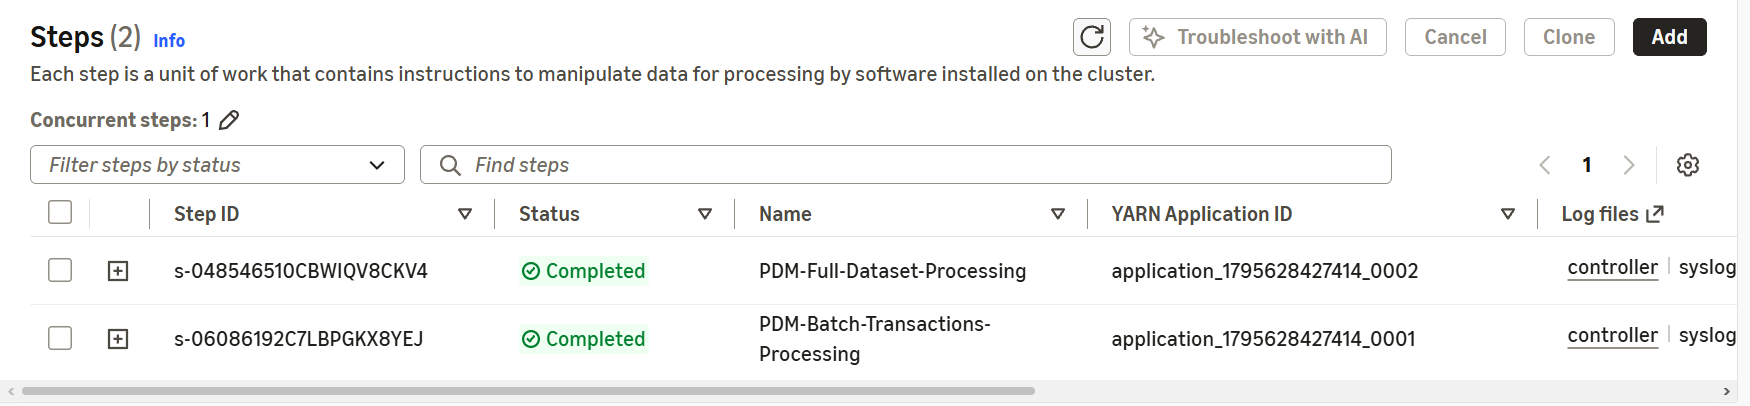 Steps (2) Info
Troubleshoot with AI Cancel Clone Add
Each step is a unit of work that contains instructions to manipulate data for processing by software installed on the cluster.
Concurrent steps: 1
Filter steps by status Find steps 1
Step ID Status Name YARN Application ID Log files
s-048546510CBWIQV8CKV4 Completed PDM-Full-Dataset-Processing application_1795628427414_0002 controller | syslog
s-06086192C7LBPGKX8YEJ Completed PDM-Batch-Transactions-
Processing application_1795628427414_0001 controller | syslog